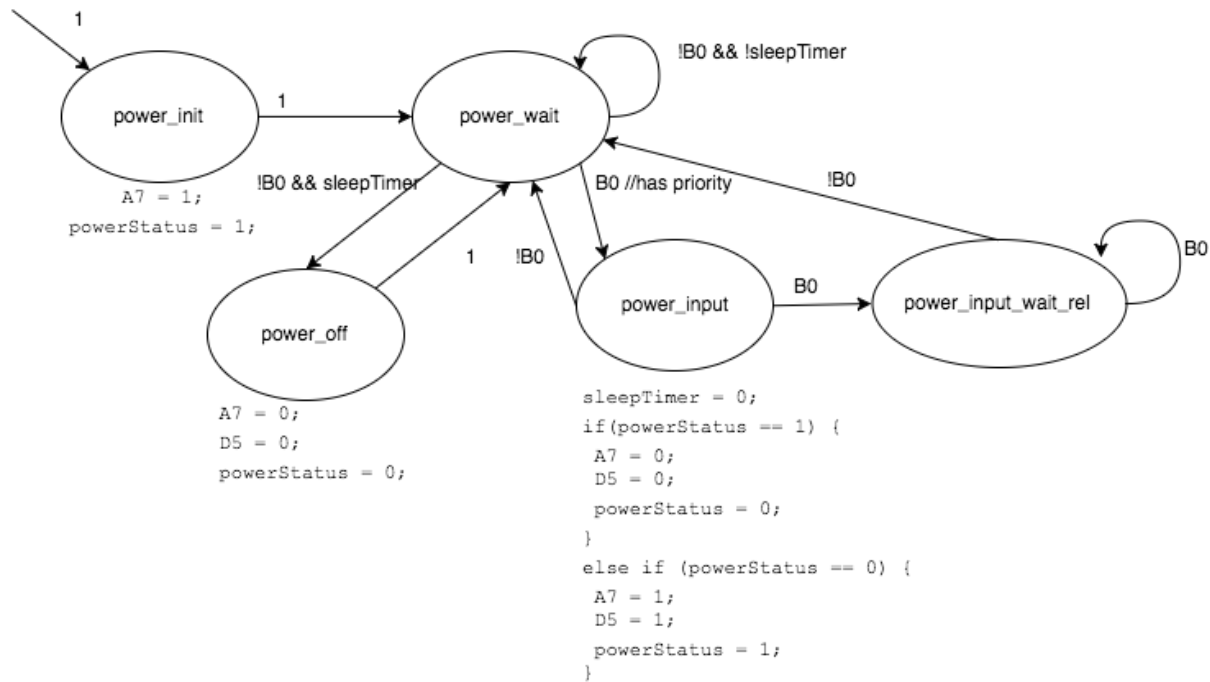 1
!B0 && !sleepTimer
power_init
1
power_wait
!B0 && sleepTimer
B0 //has priority
!B0
A7 = 1;
powerStatus = 1;
1
!B0
B0
B0
power_off
power_input
power_input_wait_rel
A7 = 0;
D5 = 0;
powerStatus = 0;
sleepTimer = 0;
if(powerStatus == 1) {
A7 = 0;
D5 = 0;
powerStatus = 0;
}
else if (powerStatus == 0) {
A7 = 1;
D5 = 1;
powerStatus = 1;
}